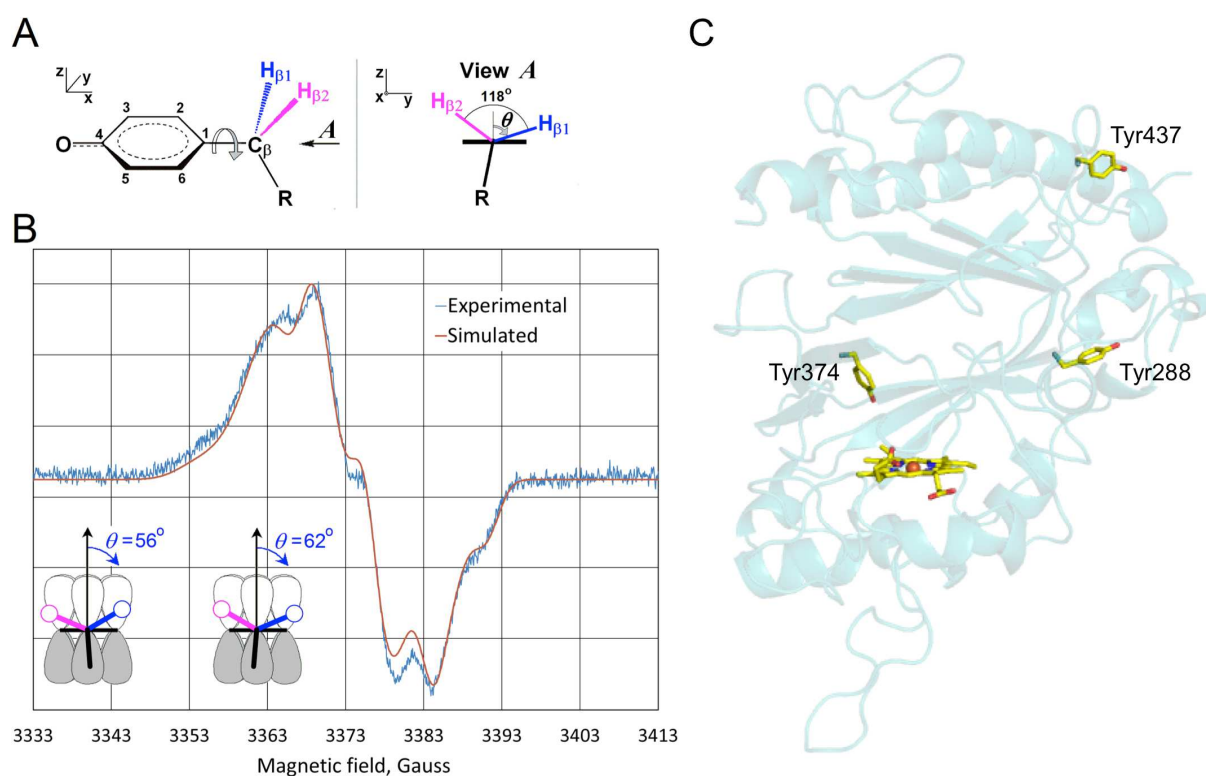 A
z
y
x
3
2
4
1
5
6
O
Hβ1
Hβ2
Cβ
A
R
z
x
y
View A
Hβ2
118°
θ
Hβ1
R
B
Experimental
Simulated
θ = 56°
θ = 62°
3333 3343 3353 3363 3373 3383 3393 3403 3413
Magnetic field, Gauss
C
Tyr437
Tyr374
Tyr288